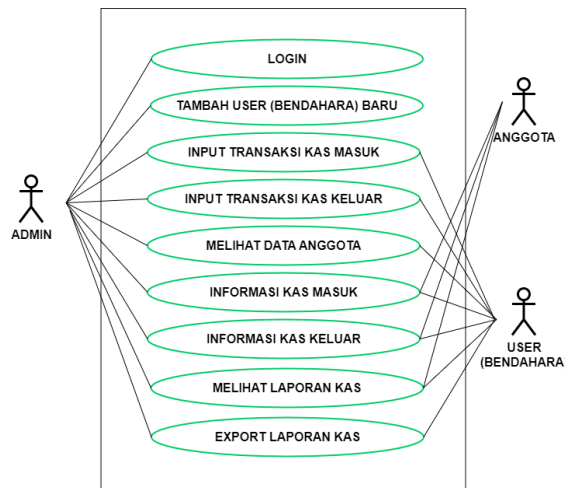 LOGIN
TAMBAH USER (BENDAHARA) BARU
INPUT TRANSAKSI KAS MASUK
INPUT TRANSAKSI KAS KELUAR
MELIHAT DATA ANGGOTA
INFORMASI KAS MASUK
INFORMASI KAS KELUAR
MELIHAT LAPORAN KAS
EXPORT LAPORAN KAS
ADMIN
ANGGOTA
USER
(BENDAHARA)